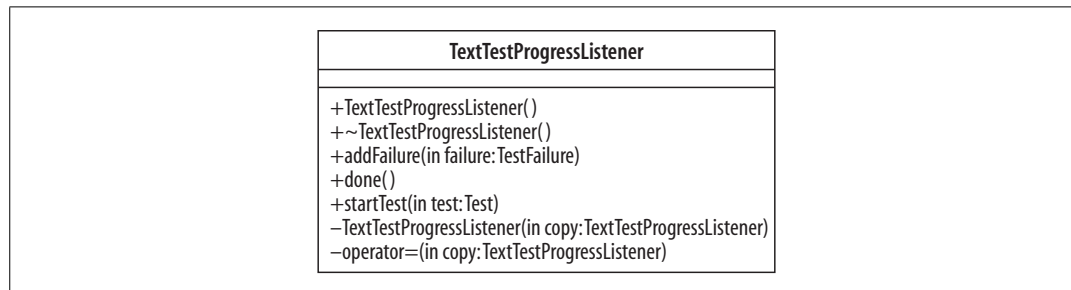 TextTestProgressListener
+TextTestProgressListener()
+~TextTestProgressListener()
+addFailure(in failure:TestFailure)
+done()
+startTest(in test:Test)
–TextTestProgressListener(in copy:TextTestProgressListener)
–operator=(in copy:TextTestProgressListener)